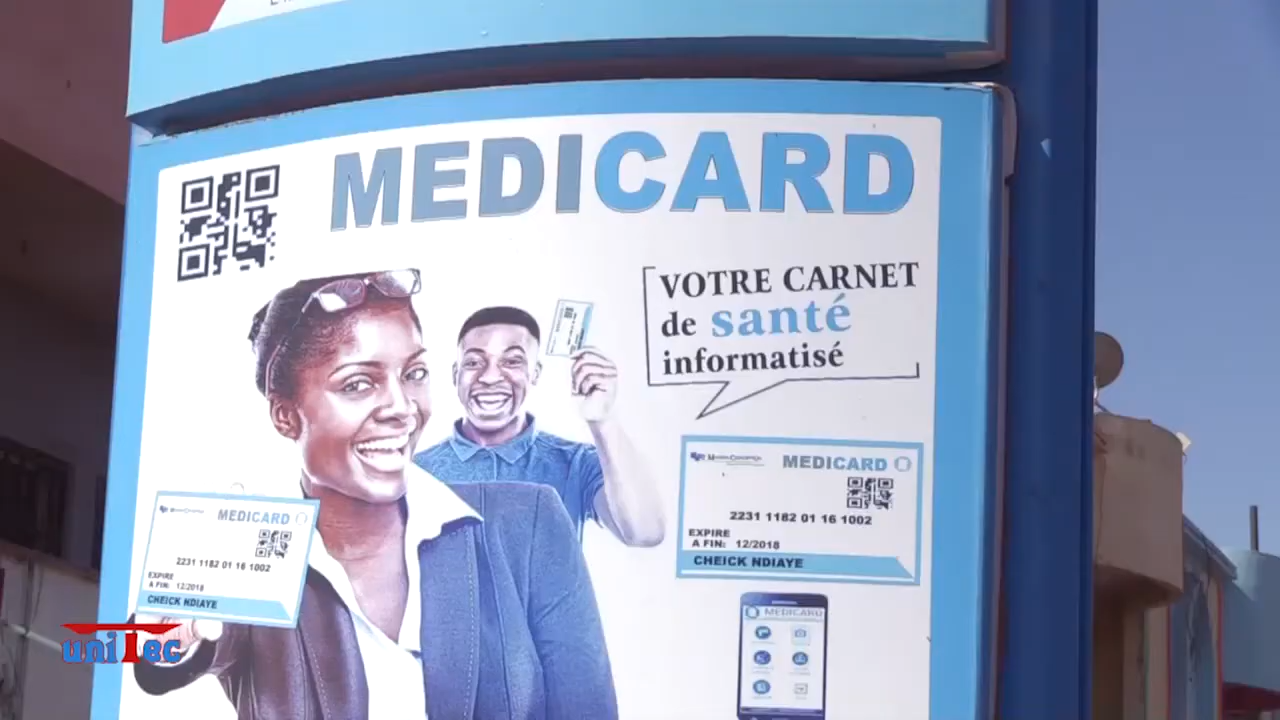 MEDICARD
VOTRE CARNET
de santé
informatisé
MEDICARD
2231 1182 01 16 1002
EXPIRE
A FIN: 12/2018
CHEICK NDIAYE
MEDICARD
2231 1182 01 16 1002
EXPIRE
A FIN: 12/2018
CHEICK NDIAYE
MEDICARD
uniTec